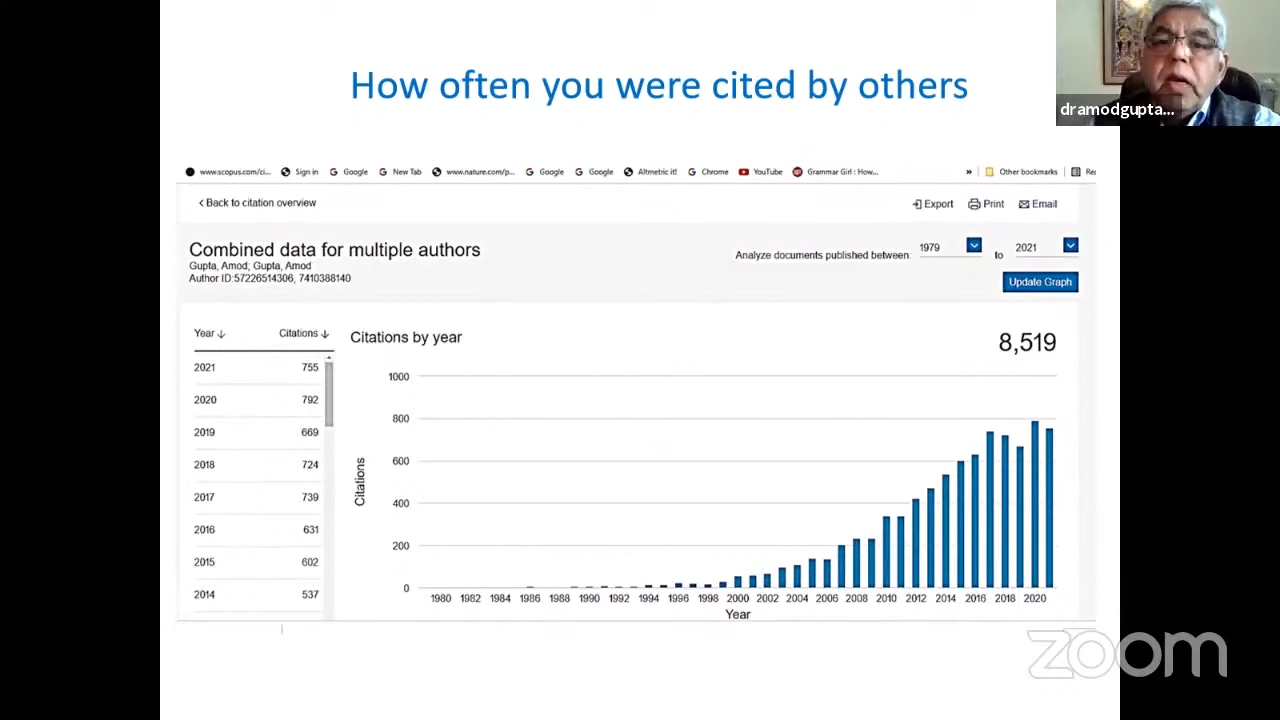 How often you were cited by others
dramodgupta...
www.scopus.com/ci... Sign in Google New Tab www.nature.com/p... Google Google Altmetric it! Chrome YouTube Grammar Girl : How... » Other bookmarks
Back to citation overview Export Print Email
Combined data for multiple authors
Gupta, Amod; Gupta, Amod
Author ID:57226514306, 7410388140
Analyze documents published between: 1979 to 2021
Update Graph
Year Citations
2021 755
2020 792
2019 669
2018 724
2017 739
2016 631
2015 602
2014 537
Citations by year 8,519
1000
800
600
400
200
0
Citations
1980 1982 1984 1986 1988 1990 1992 1994 1996 1998 2000 2002 2004 2006 2008 2010 2012 2014 2016 2018 2020
Year
zoom